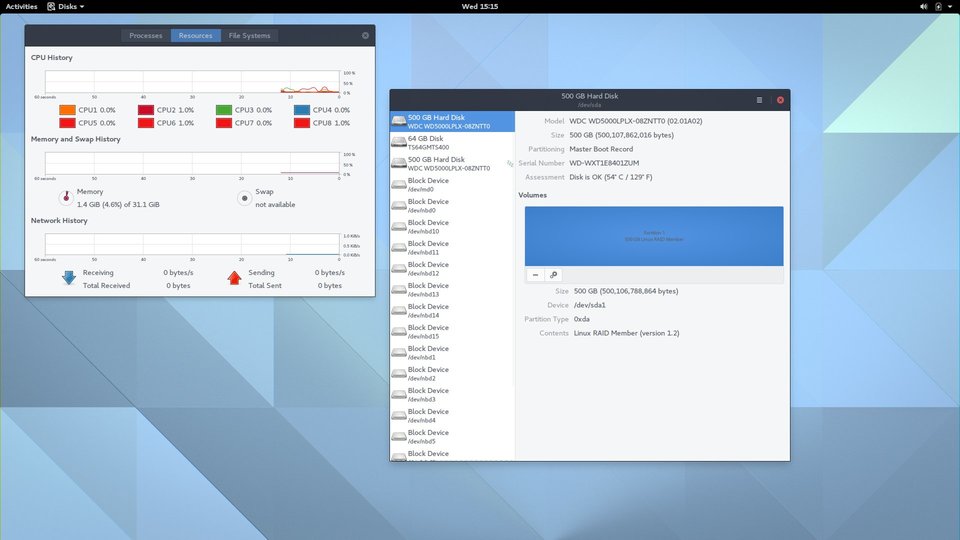 Activities
Disks
Wed 15:15
Processes
Resources
File Systems
CPU History
100 %
50 %
0 %
60 seconds
50
40
30
20
10
0
CPU1 0.0%
CPU2 1.0%
CPU3 0.0%
CPU4 0.0%
CPU5 0.0%
CPU6 1.0%
CPU7 0.0%
CPU8 1.0%
Memory and Swap History
100 %
50 %
0 %
60 seconds
50
40
30
20
10
0
Memory
1.4 GiB (4.6%) of 31.1 GiB
Swap
not available
Network History
1.0 KiB/s
0.5 KiB/s
0.0 KiB/s
60 seconds
50
40
30
20
10
0
Receiving 0 bytes/s
Total Received 0 bytes
Sending 0 bytes/s
Total Sent 0 bytes
500 GB Hard Disk
/dev/sda
500 GB Hard Disk
WDC WD5000LPLX-08ZNTT0
64 GB Disk
TS64GMTS400
500 GB Hard Disk
WDC WD5000LPLX-08ZNTT0
Block Device
/dev/md0
Block Device
/dev/nbd0
Block Device
/dev/nbd10
Block Device
/dev/nbd11
Block Device
/dev/nbd12
Block Device
/dev/nbd13
Block Device
/dev/nbd14
Block Device
/dev/nbd15
Block Device
/dev/nbd1
Block Device
/dev/nbd2
Block Device
/dev/nbd3
Block Device
/dev/nbd4
Block Device
/dev/nbd5
Block Device
Model WDC WD5000LPLX-08ZNTT0 (02.01A02)
Size 500 GB (500,107,862,016 bytes)
Partitioning Master Boot Record
Serial Number WD-WXT1E8401ZUM
Assessment Disk is OK (54° C / 129° F)
Volumes
Partition 1
500 GB Linux RAID Member
Size 500 GB (500,106,788,864 bytes)
Device /dev/sda1
Partition Type 0xda
Contents Linux RAID Member (version 1.2)